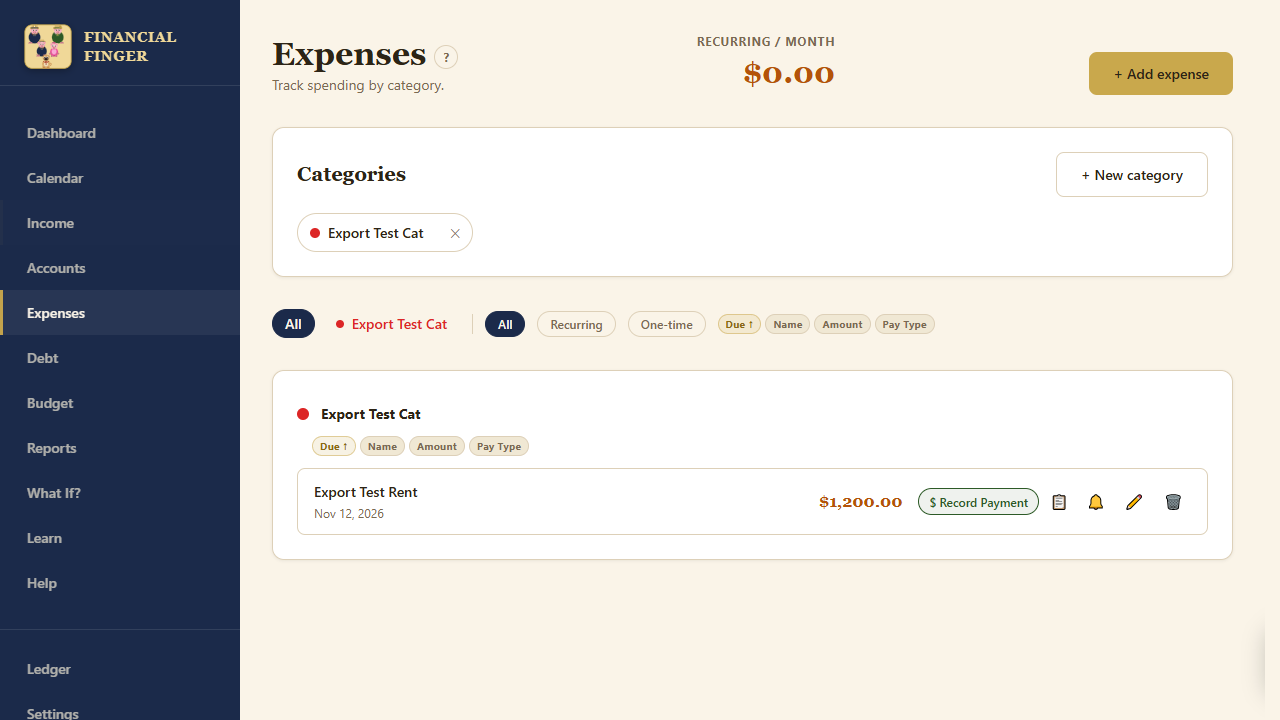 FINANCIAL
FINGER
Dashboard
Calendar
Income
Accounts
Expenses
Debt
Budget
Reports
What If?
Learn
Help
Ledger
Settings
Expenses ?
Track spending by category.
RECURRING / MONTH
$0.00
+ Add expense
Categories
+ New category
Export Test Cat ×
All Export Test Cat All Recurring One-time Due ↑ Name Amount Pay Type
Export Test Cat
Due ↑ Name Amount Pay Type
Export Test Rent
Nov 12, 2026
$1,200.00 $ Record Payment